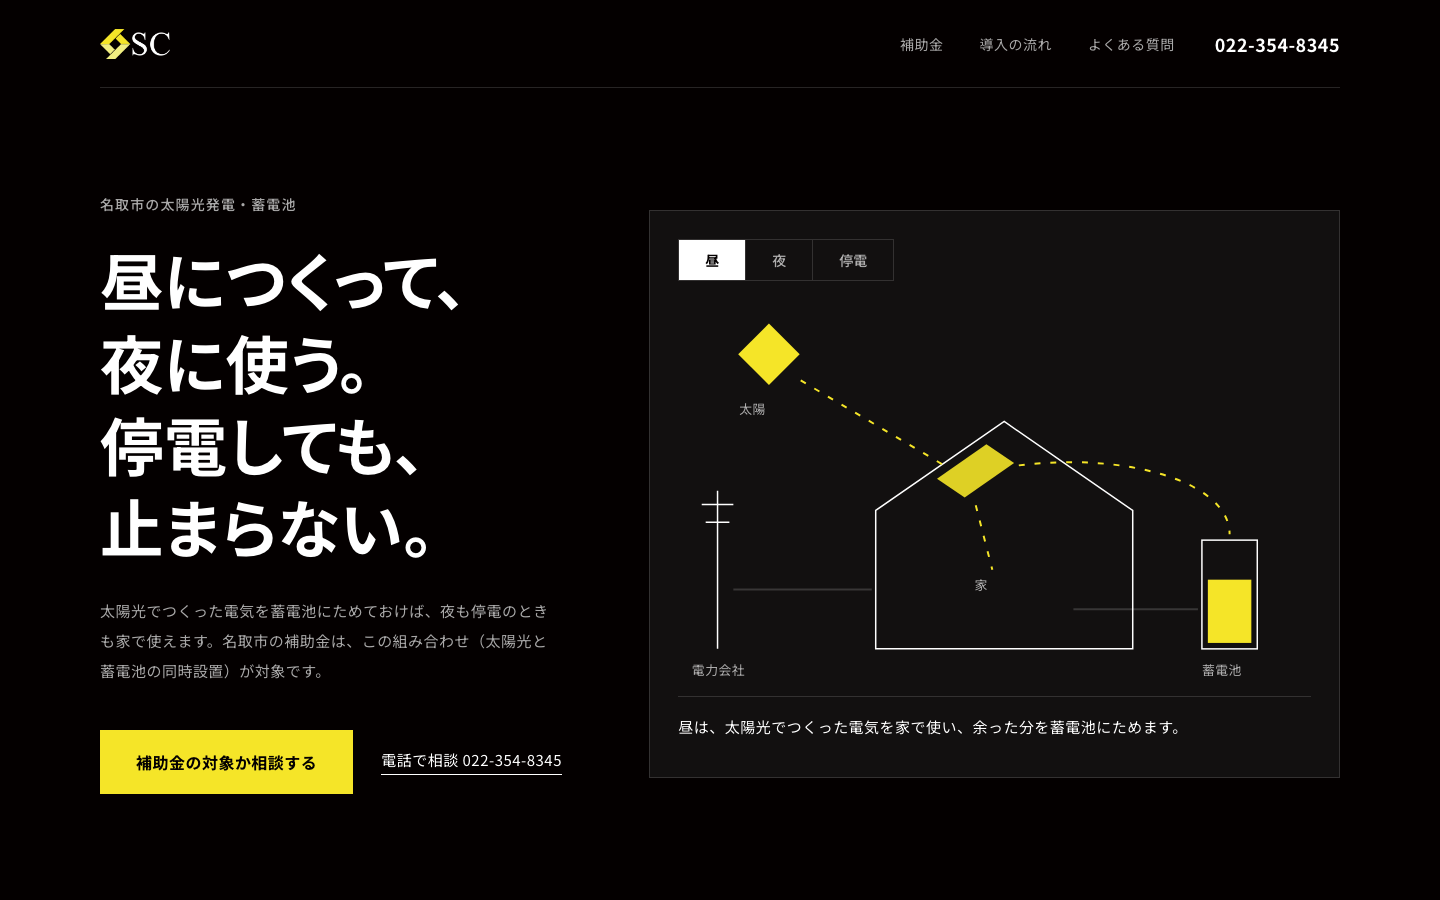 SC
補助金
導入の流れ
よくある質問
022-354-8345
名取市の太陽光発電・蓄電池
昼につくって、
夜に使う。
停電しても、
止まらない。
太陽光でつくった電気を蓄電池にためておけば、夜も停電のとき
も家で使えます。名取市の補助金は、この組み合わせ（太陽光と
蓄電池の同時設置）が対象です。
補助金の対象か相談する
電話で相談 022-354-8345
昼
夜
停電
太陽
家
電力会社
蓄電池
昼は、太陽光でつくった電気を家で使い、余った分を蓄電池にためます。